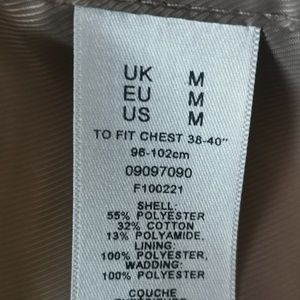 UK M
EU M
US M
TO FIT CHEST 38-40"
96-102cm
09097090
F100221
SHELL:
55% POLYESTER
32% COTTON
13% POLYAMIDE,
LINING:
100% POLYESTER,
WADDING:
100% POLYESTER
COUCHE